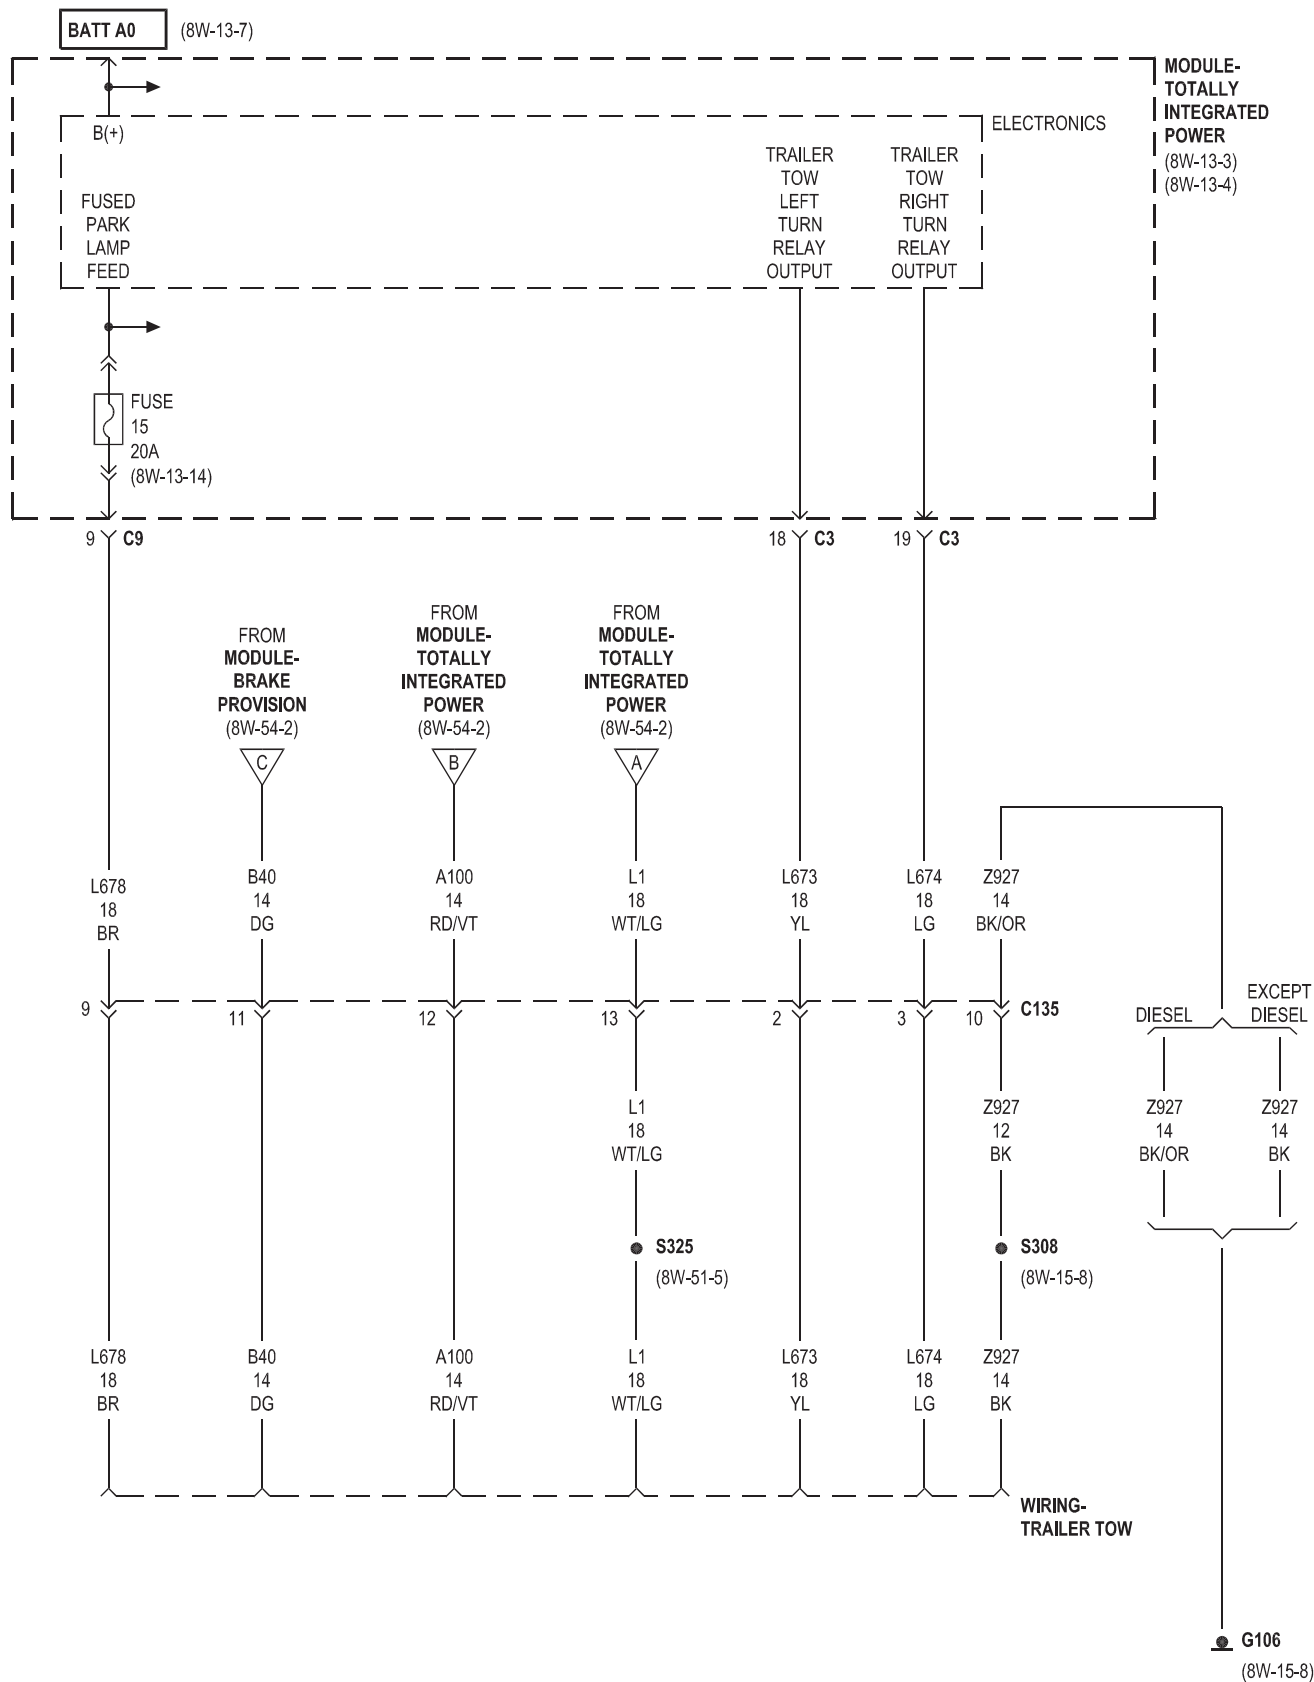 BATT A0 (8W-13-7)
MODULE-
TOTALLY
INTEGRATED
POWER
(8W-13-3)
(8W-13-4)
ELECTRONICS
B(+)
FUSED
PARK
LAMP
FEED
TRAILER
TOW
LEFT
TURN
RELAY
OUTPUT
TRAILER
TOW
RIGHT
TURN
RELAY
OUTPUT
FUSE
15
20A
(8W-13-14)
9 C9
18 C3
19 C3
FROM
MODULE-
BRAKE
PROVISION
(8W-54-2)
C
FROM
MODULE-
TOTALLY
INTEGRATED
POWER
(8W-54-2)
B
FROM
MODULE-
TOTALLY
INTEGRATED
POWER
(8W-54-2)
A
L678
18
BR
B40
14
DG
A100
14
RD/VT
L1
18
WT/LG
L673
18
YL
L674
18
LG
Z927
14
BK/OR
9
11
12
13
2
3
10
C135
DIESEL
EXCEPT
DIESEL
L1
18
WT/LG
Z927
12
BK
Z927
14
BK/OR
Z927
14
BK
S325
(8W-51-5)
S308
(8W-15-8)
L678
18
BR
B40
14
DG
A100
14
RD/VT
L1
18
WT/LG
L673
18
YL
L674
18
LG
Z927
14
BK
WIRING-
TRAILER TOW
G106
(8W-15-8)